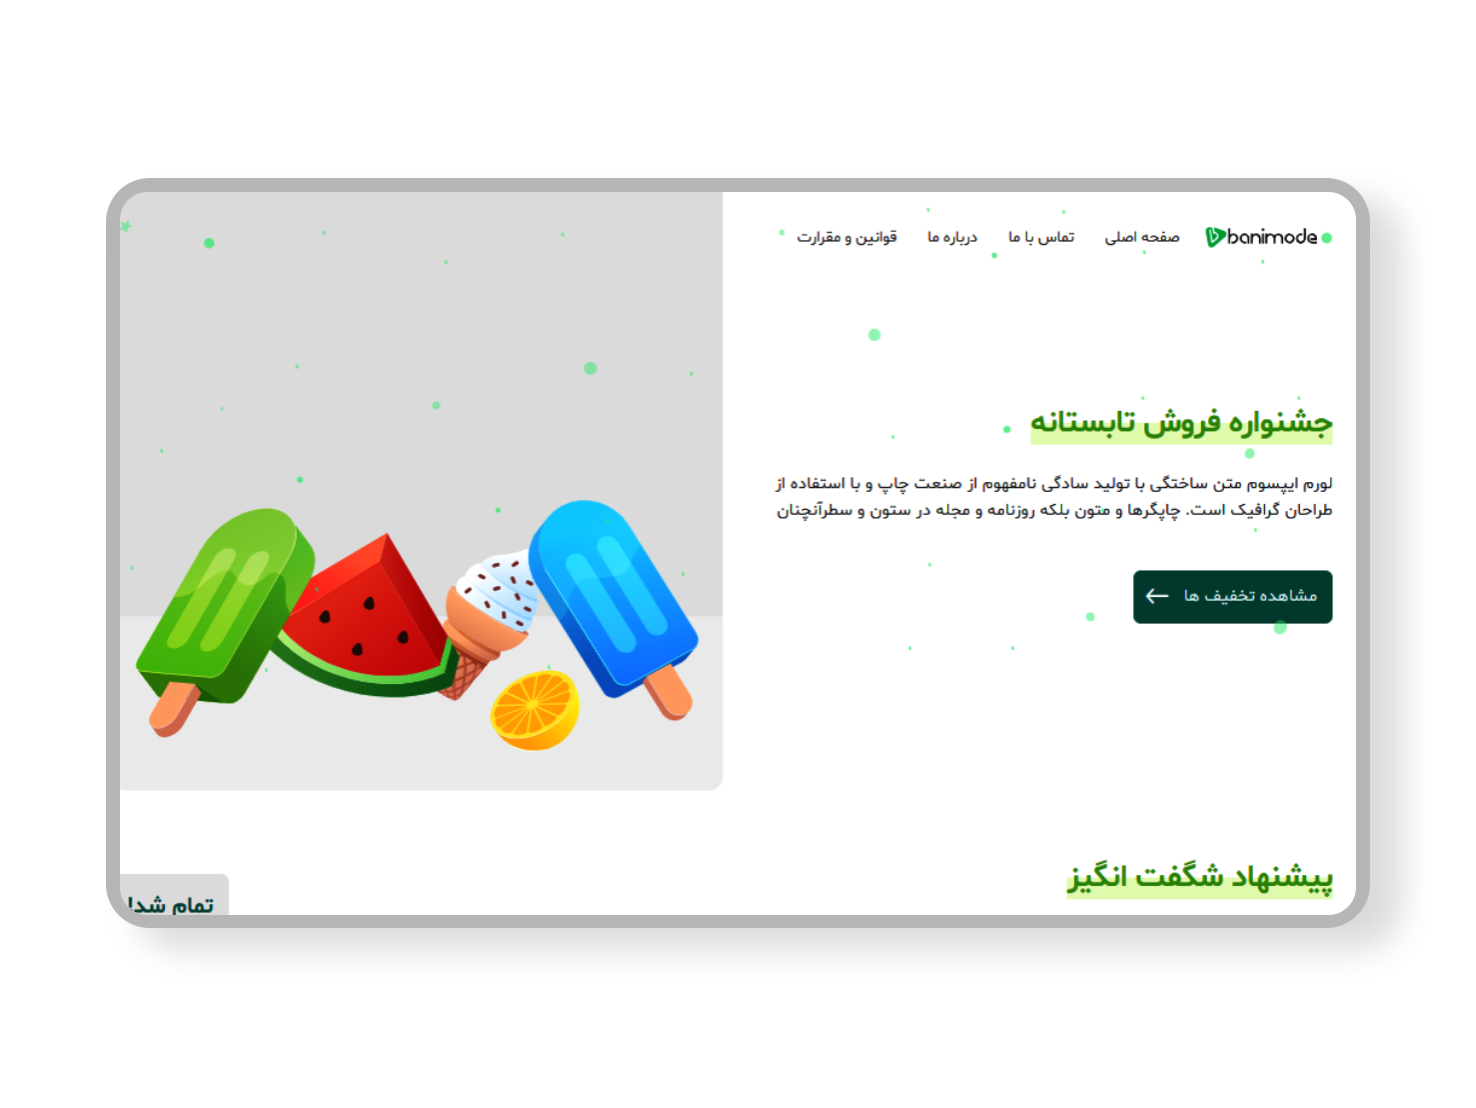 banimode
صفحه اصلی
تماس با ما
درباره ما
قوانین و مقرارت
جشنواره فروش تابستانه
لورم ایپسوم متن ساختگی با تولید سادگی نامفهوم از صنعت چاپ و با استفاده از
طراحان گرافیک است. چاپگرها و متون بلکه روزنامه و مجله در ستون و سطرآنچنان
مشاهده تخفیف ها
پیشنهاد شگفت انگیز
تمام شد!